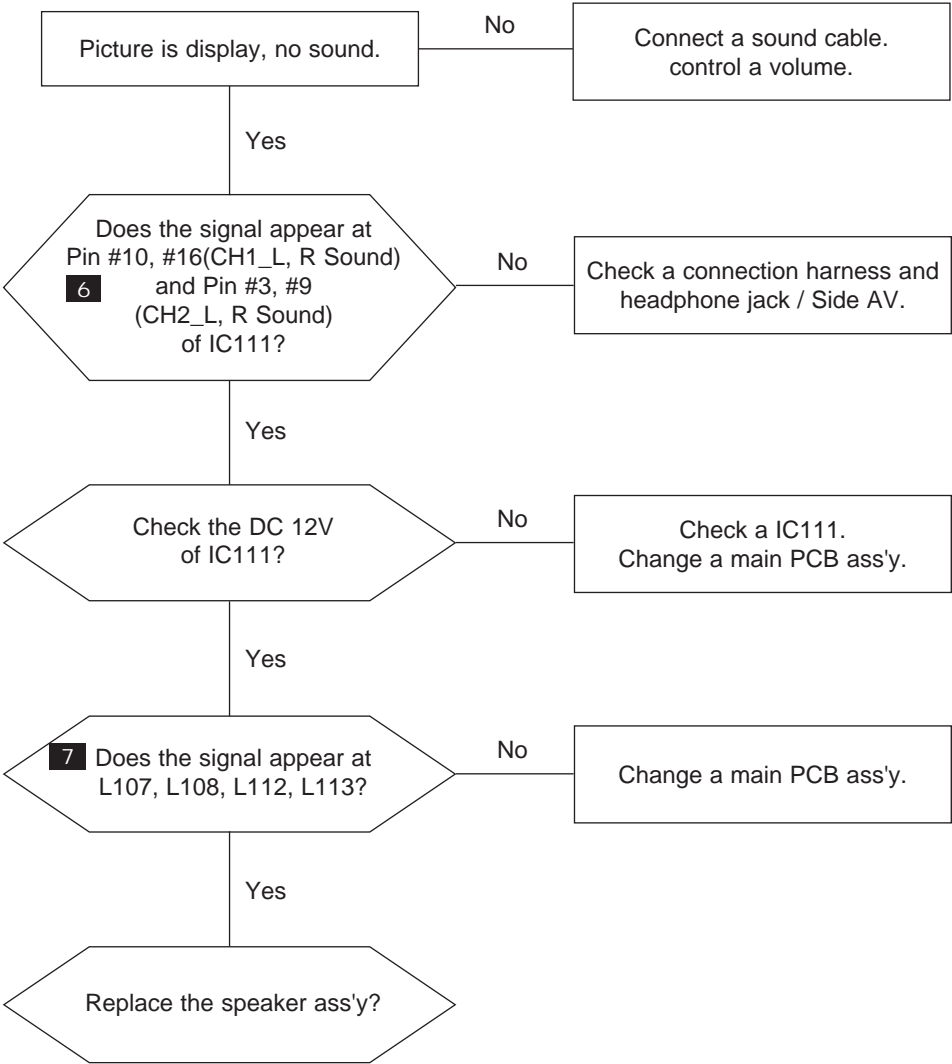 Picture is display, no sound.
No
Connect a sound cable.
control a volume.
Yes
Does the signal appear at
Pin #10, #16(CH1_L, R Sound)
6 and Pin #3, #9
(CH2_L, R Sound)
of IC111?
No
Check a connection harness and
headphone jack / Side AV.
Yes
Check the DC 12V
of IC111?
No
Check a IC111.
Change a main PCB ass'y.
Yes
7 Does the signal appear at
L107, L108, L112, L113?
No
Change a main PCB ass'y.
Yes
Replace the speaker ass'y?